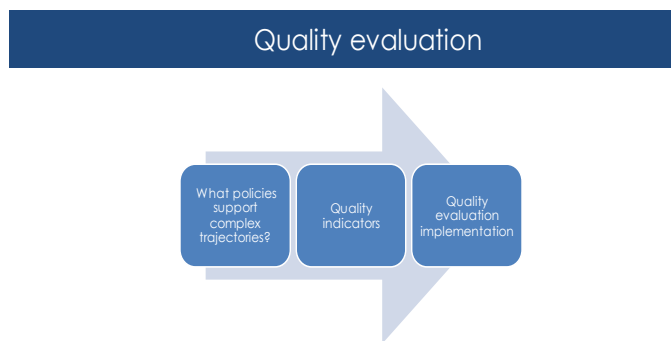 Quality evaluation
What policies
support
complex
trajectories?
Quality
indicators
Quality
evaluation
implementation